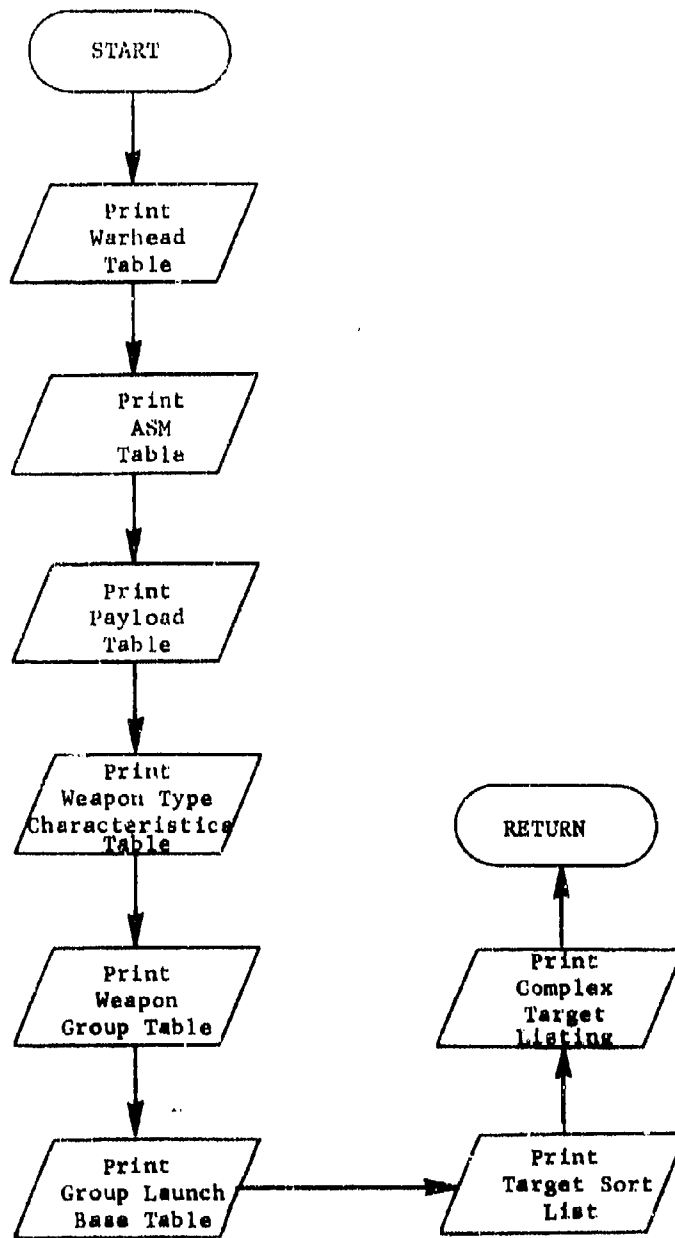 START
Print
Warhead
Table
Print
ASM
Table
Print
Payload
Table
Print
Weapon Type
Characteristics
Table
Print
Weapon
Group Table
Print
Group Launch
Base Table
Print
Target Sort
List
Print
Complex
Target
Listing
RETURN